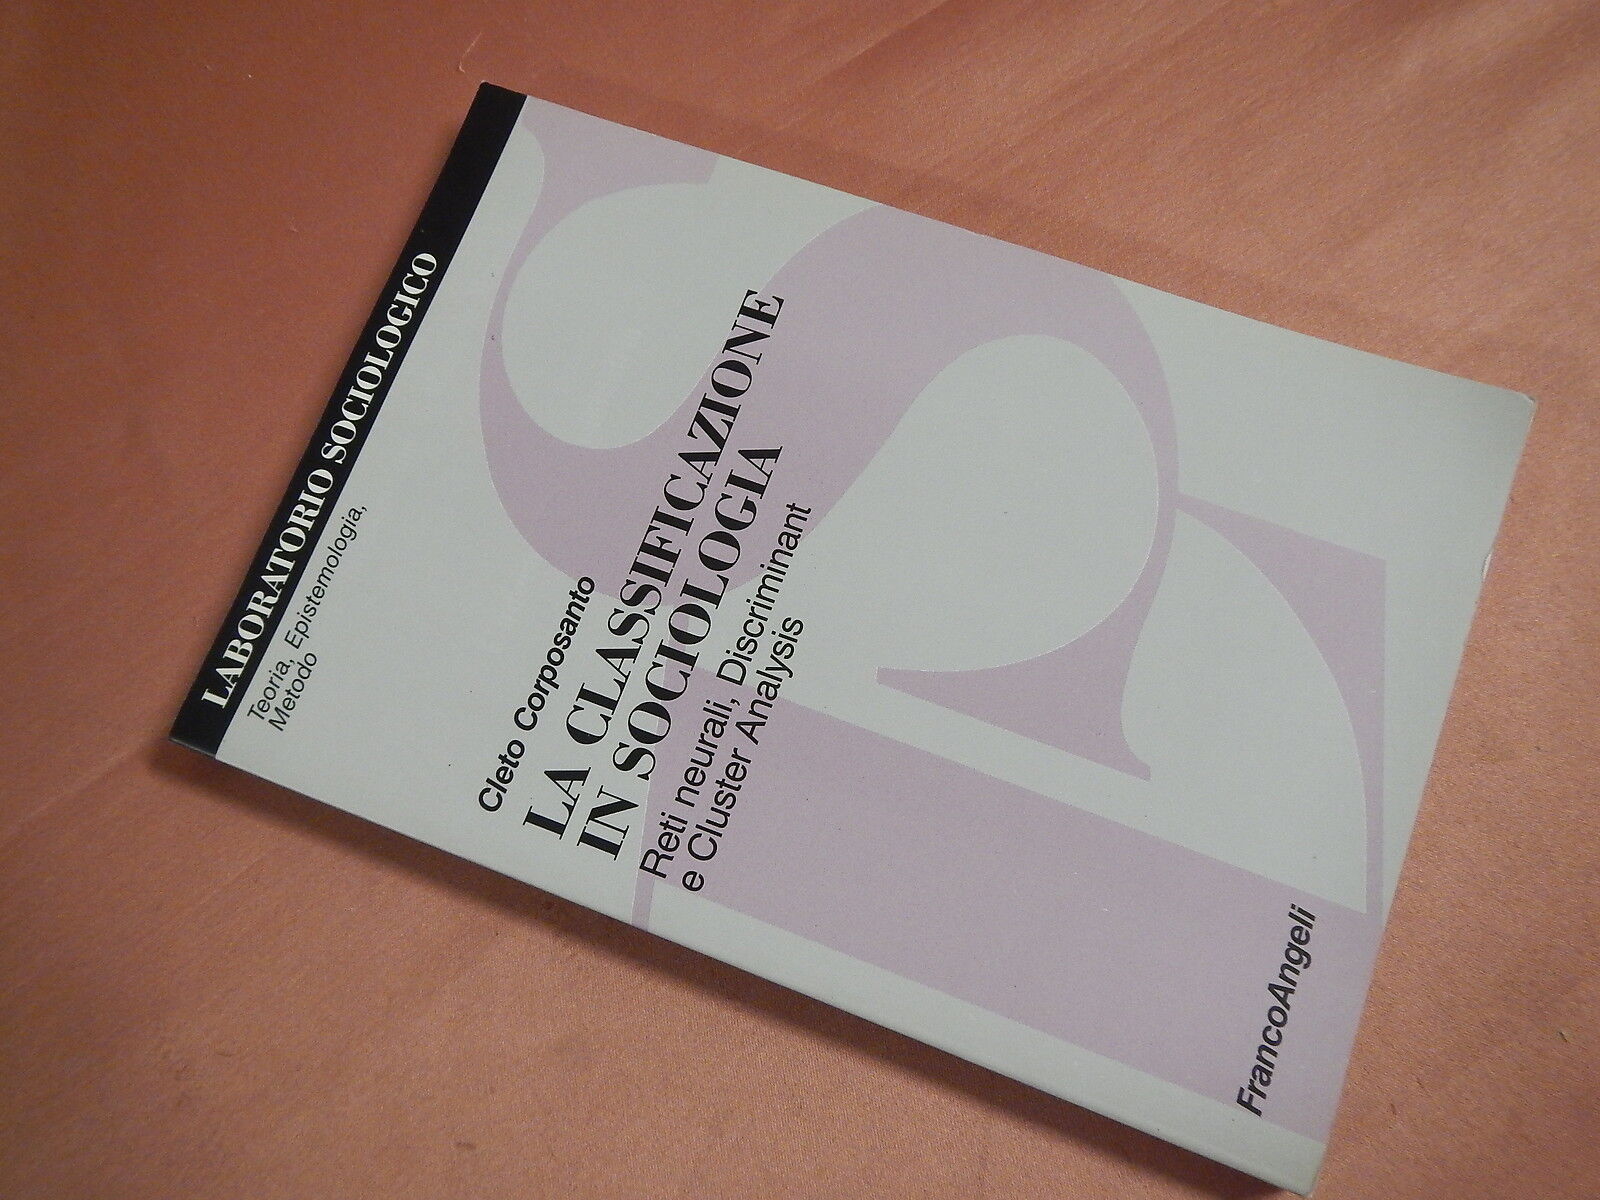 LABORATORIO SOCIOLOGICO
Teoria, Epistemologia,
Metodo
Cleto Corposanto
LA CLASSIFICAZIONE
IN SOCIOLOGIA
Reti neurali, Discriminant
e Cluster Analysis
FrancoAngeli